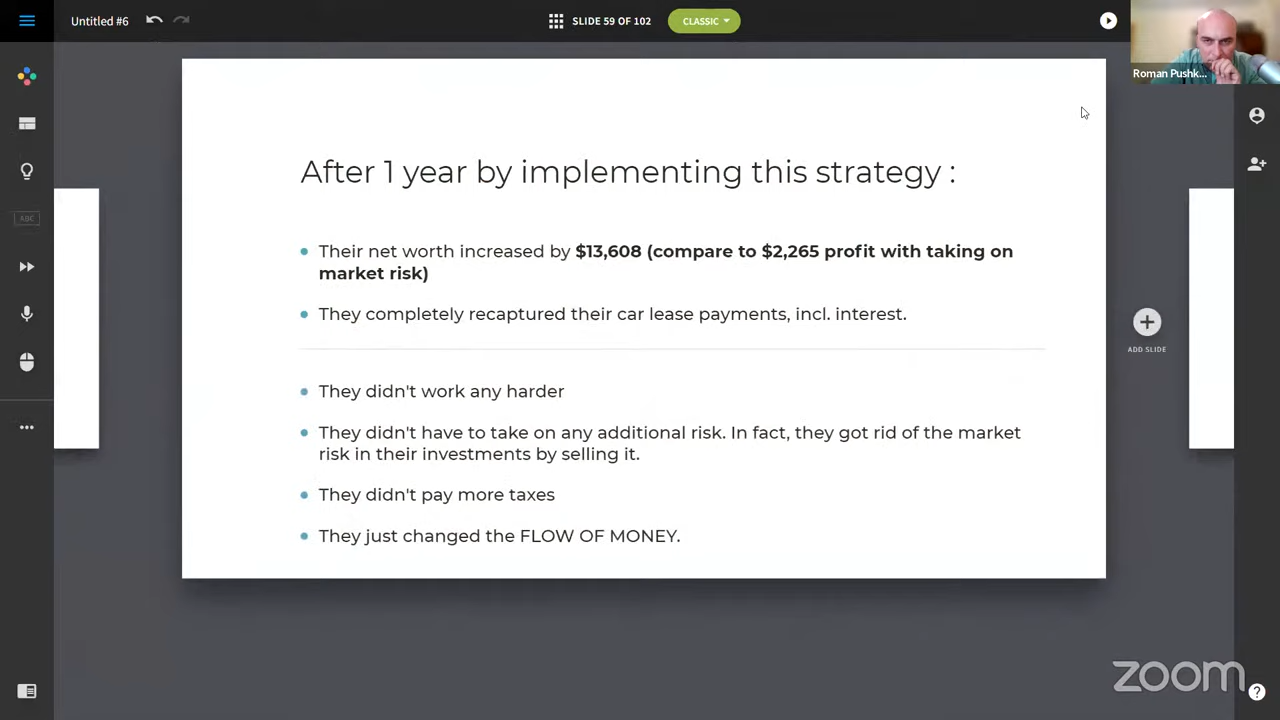 Untitled #6
SLIDE 59 OF 102
CLASSIC
Roman Pushk...
ABC
After 1 year by implementing this strategy :
Their net worth increased by $13,608 (compare to $2,265 profit with taking on
market risk)
They completely recaptured their car lease payments, incl. interest.
ADD SLIDE
They didn't work any harder
They didn't have to take on any additional risk. In fact, they got rid of the market
risk in their investments by selling it.
They didn't pay more taxes
They just changed the FLOW OF MONEY.
zoom